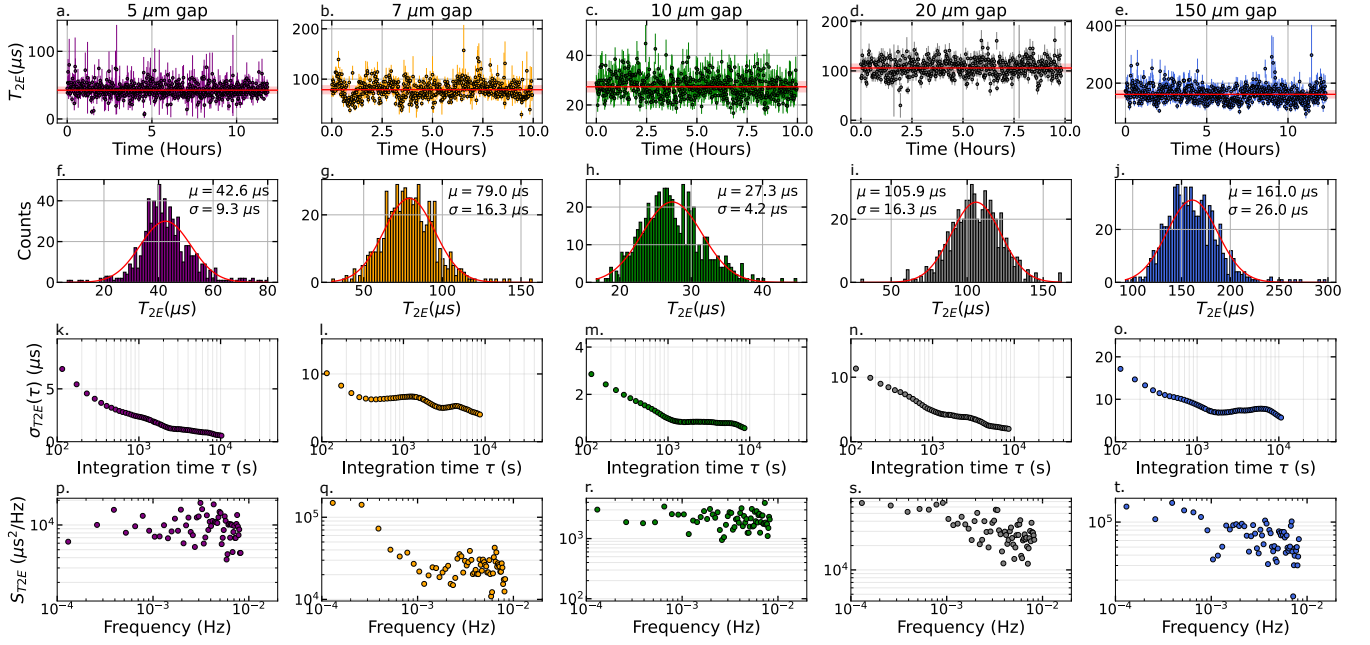 a. 5 μm gap
b. 7 μm gap
c. 10 μm gap
d. 20 μm gap
e. 150 μm gap
T2E(μs)
0 50 100
0 5 10
Time (Hours)
0 100 200
0.0 2.5 5.0 7.5 10.0
Time (Hours)
20 30 40
0.0 2.5 5.0 7.5 10.0
Time (Hours)
0 50 100 150 200
0.0 2.5 5.0 7.5 10.0
Time (Hours)
0 200 400
0 5 10
Time (Hours)
f.
μ = 42.6 μs
σ = 9.3 μs
g.
μ = 79.0 μs
σ = 16.3 μs
h.
μ = 27.3 μs
σ = 4.2 μs
i.
μ = 105.9 μs
σ = 16.3 μs
j.
μ = 161.0 μs
σ = 26.0 μs
Counts
0 20 40
20 40 60 80
T2E(μs)
0 20
50 100 150
T2E(μs)
0 10 20
20 30 40
T2E(μs)
0 20
50 100 150
T2E(μs)
0 10 20 30
100 150 200 250 300
T2E(μs)
k.
l.
m.
n.
o.
σT2E(τ) (μs)
0 5
10² 10³ 10⁴
Integration time τ (s)
0 5 10
10² 10³ 10⁴
Integration time τ (s)
0 2 4
10² 10³ 10⁴
Integration time τ (s)
0 10
10² 10³ 10⁴
Integration time τ (s)
0 10 20
10² 10³ 10⁴
Integration time τ (s)
p.
q.
r.
s.
t.
ST2E (μs²/Hz)
10⁴
10⁻⁴ 10⁻³ 10⁻²
Frequency (Hz)
10⁴ 10⁵
10⁻⁴ 10⁻³ 10⁻²
Frequency (Hz)
10² 10³
10⁻⁴ 10⁻³ 10⁻²
Frequency (Hz)
10⁴
10⁻⁴ 10⁻³ 10⁻²
Frequency (Hz)
10⁵
10⁻⁴ 10⁻³ 10⁻²
Frequency (Hz)